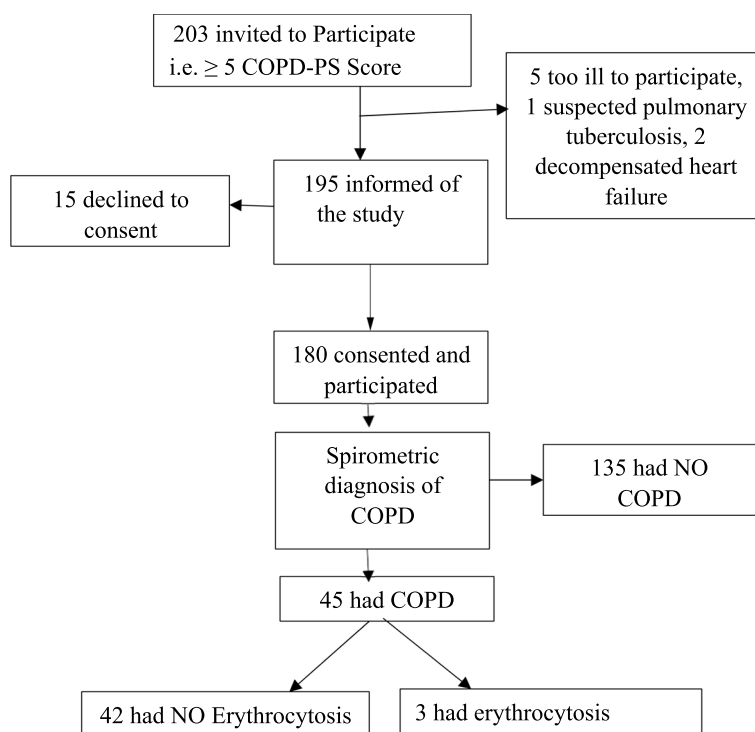 203 invited to Participate
i.e. ≥ 5 COPD-PS Score
5 too ill to participate,
1 suspected pulmonary
tuberculosis, 2
decompensated heart
failure
195 informed of
the study
15 declined to
consent
180 consented and
participated
Spirometric
diagnosis of
COPD
135 had NO
COPD
45 had COPD
42 had NO Erythrocytosis
3 had erythrocytosis